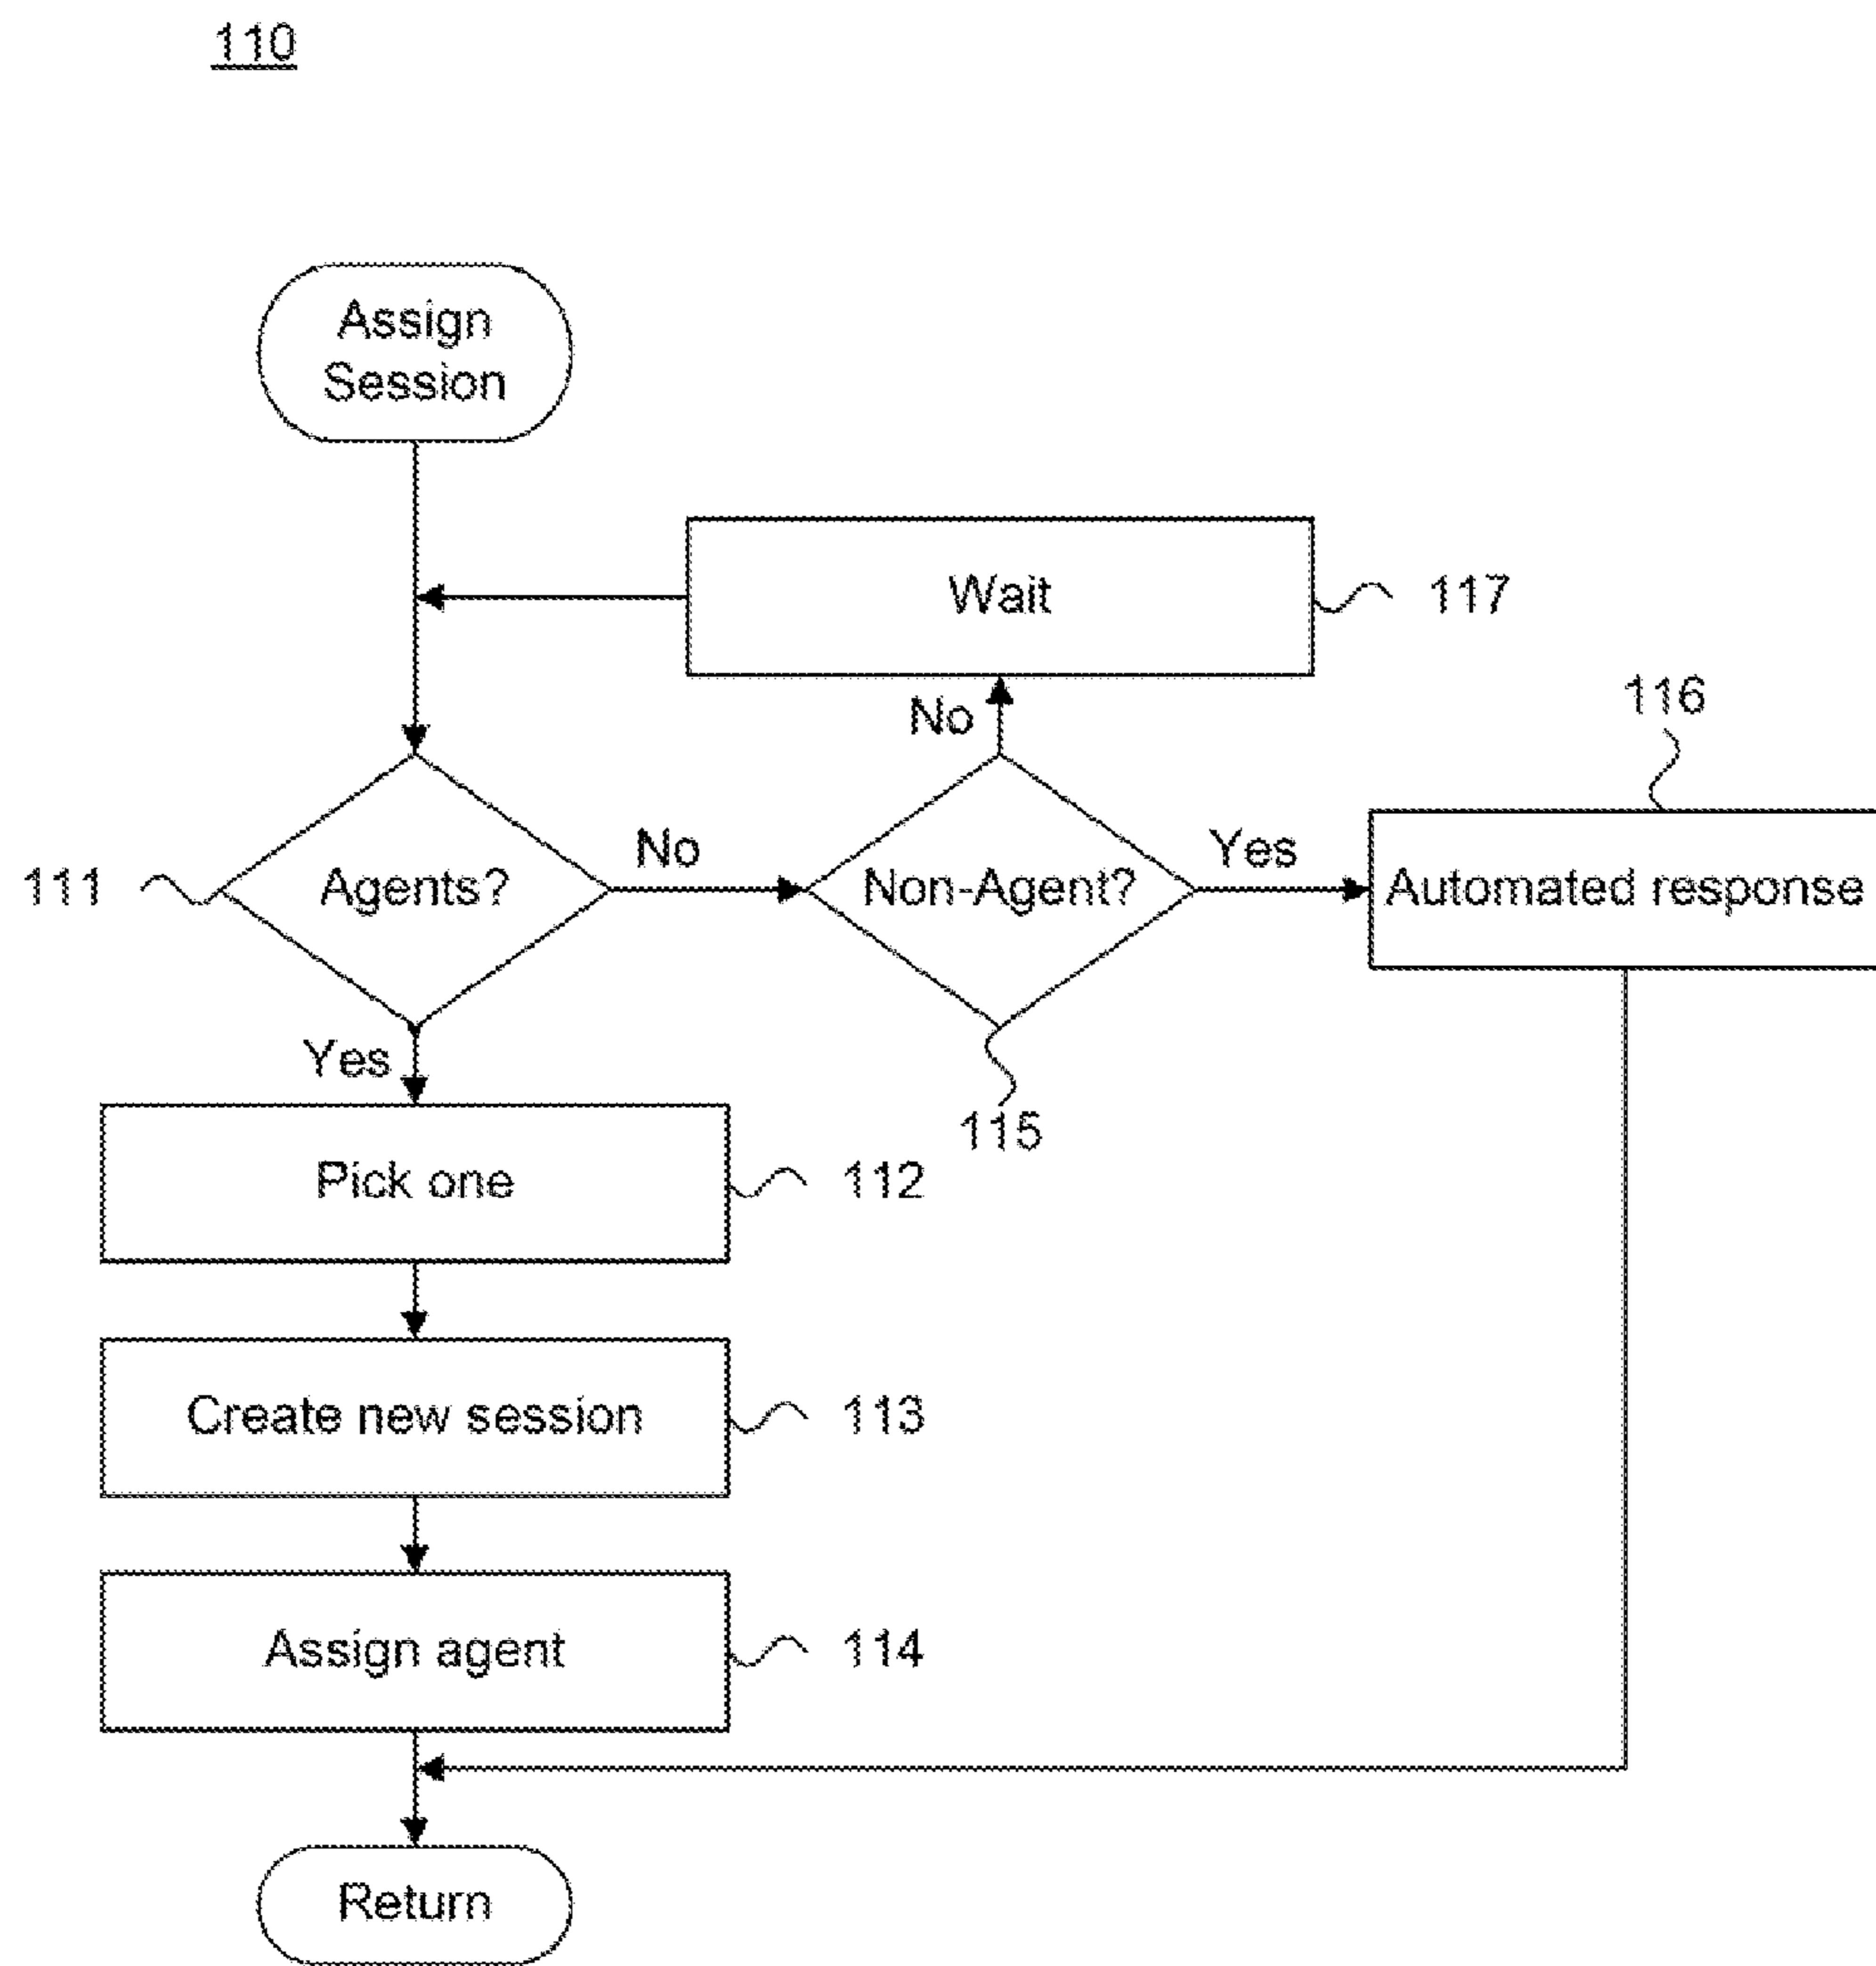 110
Assign
Session
Wait
117
No
116
111
Agents?
No
Non-Agent?
Yes
Automated response
Yes
115
Pick one
112
Create new session
113
Assign agent
114
Return